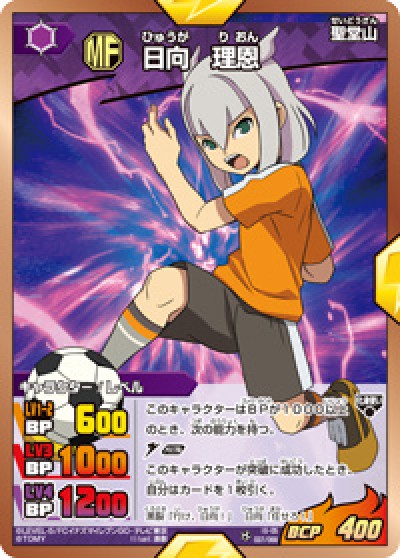 せいどうさん
聖堂山
MF
ひゅうが りおん
日向 理恩
キャラクター/レベル
LV1-2
BP 600
LV3
BP 1000
LV4
BP 1200
このキャラクターはBPが1000以上
のとき、次の能力を持つ。
このキャラクターが突破に成功したとき、
自分はカードを1枚引く。
©TOMY
BCP 400